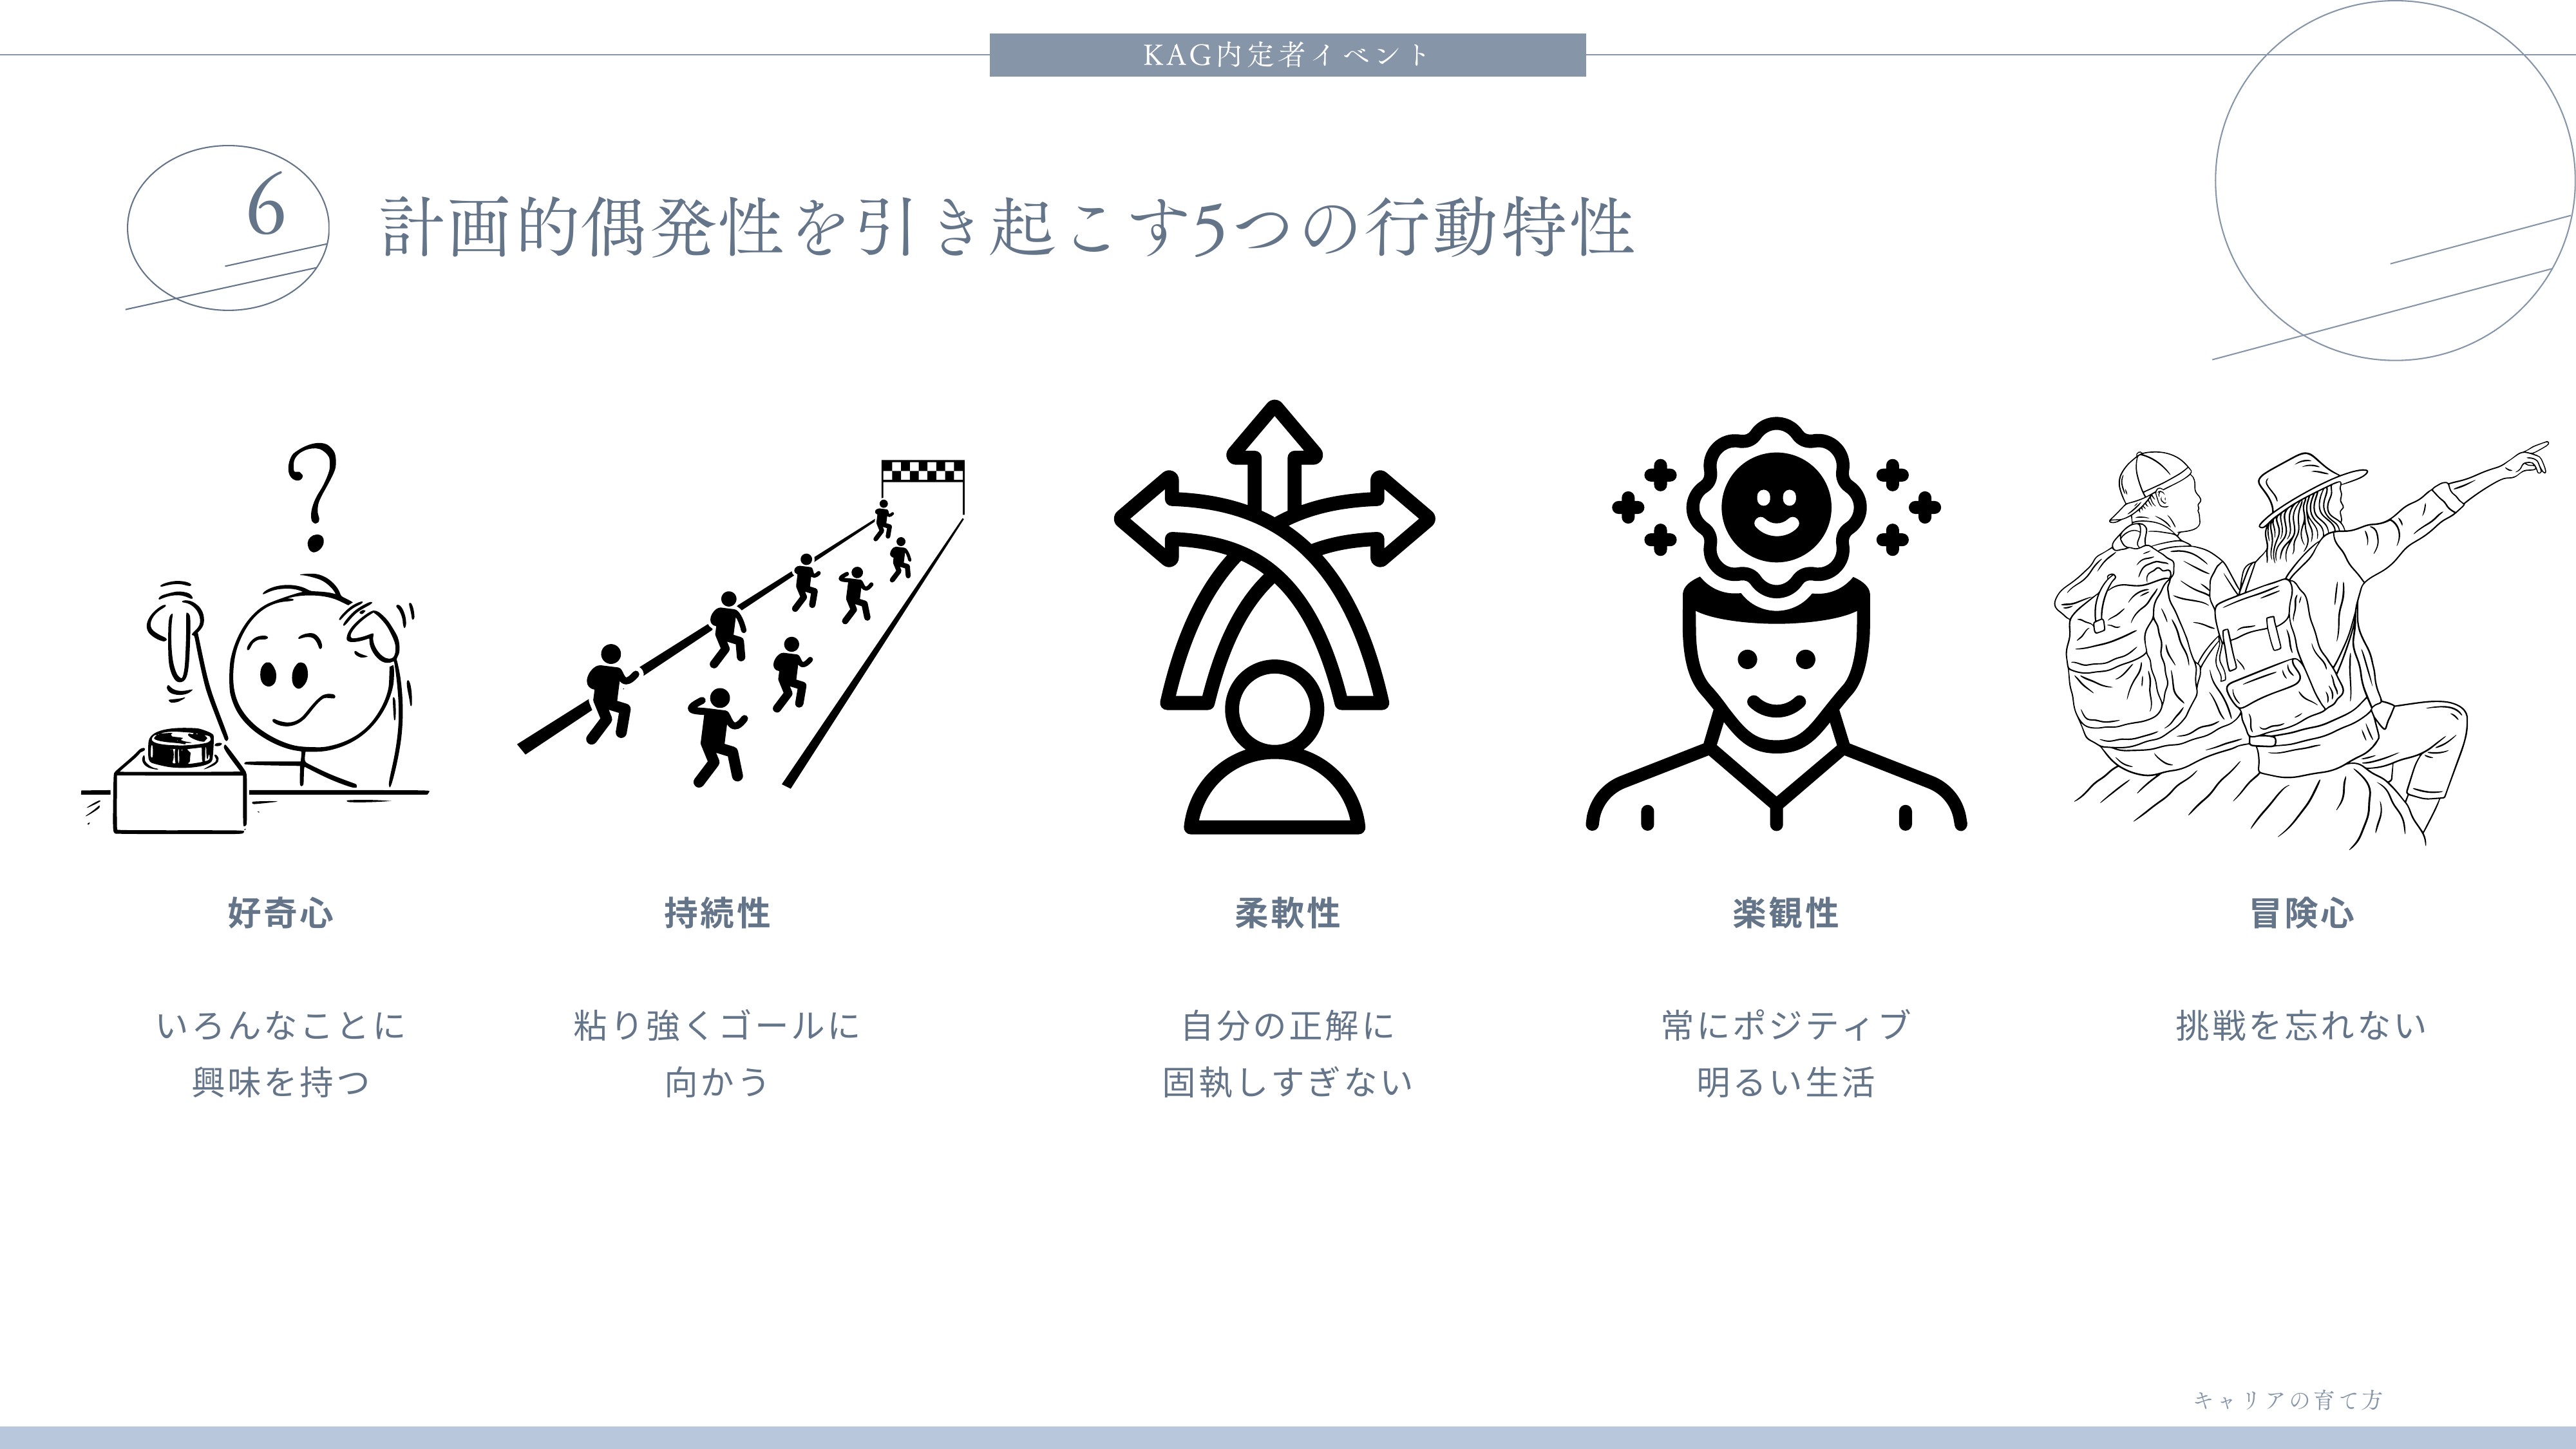 KAG内定者イベント
6
計画的偶発性を引き起こす5つの行動特性
好奇心
いろんなことに
興味を持つ
持続性
粘り強くゴールに
向かう
柔軟性
自分の正解に
固執しすぎない
楽観性
常にポジティブ
明るい生活
冒険心
挑戦を忘れない
キャリアの育て方